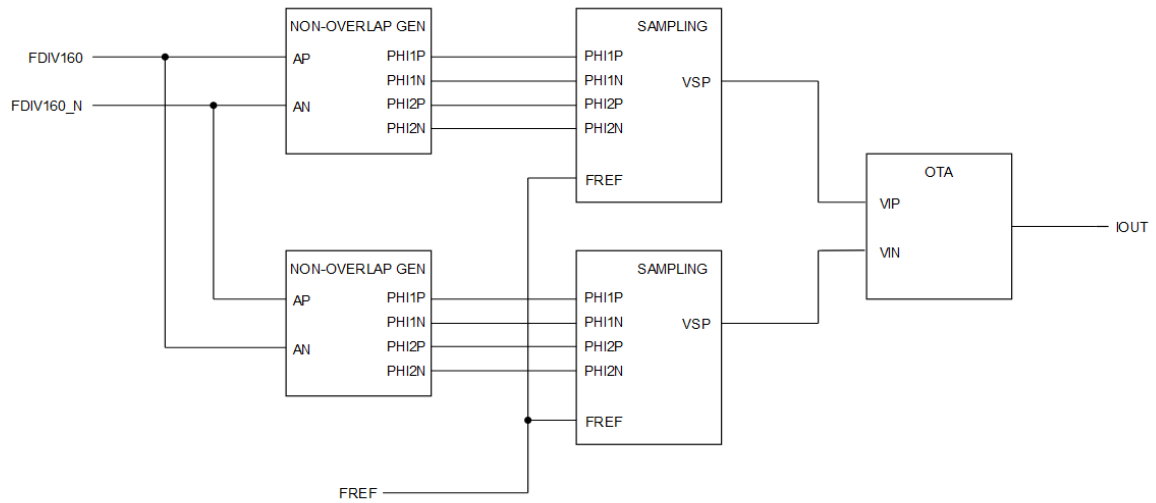 NON-OVERLAP GEN
SAMPLING
FDIV160
AP
PHI1P
PHI1P
PHI1N
PHI1N
VSP
FDIV160_N
AN
PHI2P
PHI2P
PHI2N
PHI2N
OTA
FREF
VIP
IOUT
VIN
NON-OVERLAP GEN
SAMPLING
AP
PHI1P
PHI1P
PHI1N
PHI1N
VSP
AN
PHI2P
PHI2P
PHI2N
PHI2N
FREF
FREF